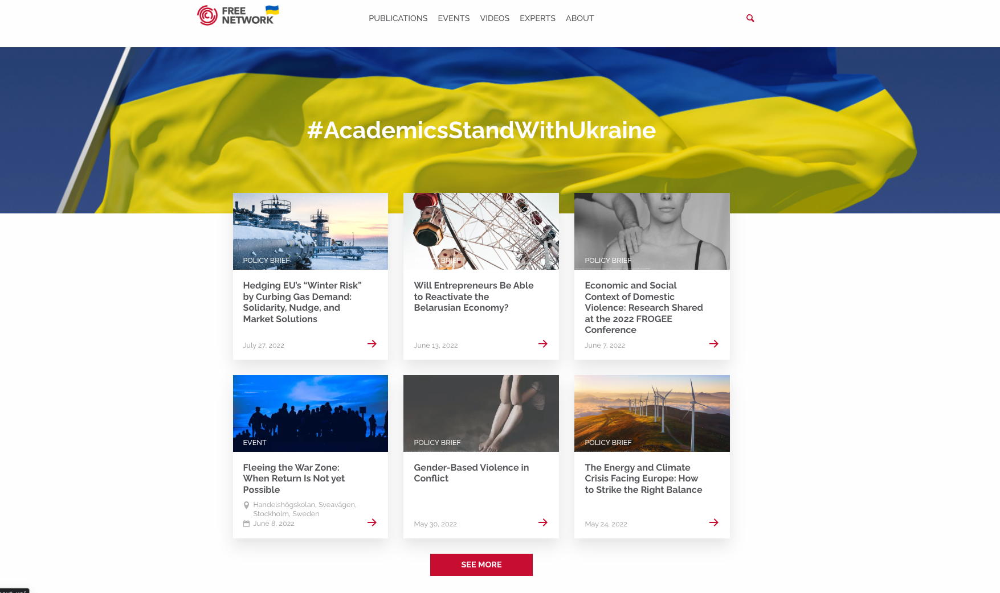 FREE
NETWORK
PUBLICATIONS EVENTS VIDEOS EXPERTS ABOUT
#AcademicsStandWithUkraine
POLICY BRIEF
Hedging EU’s “Winter Risk”
by Curbing Gas Demand:
Solidarity, Nudge, and
Market Solutions
July 27, 2022
POLICY BRIEF
Will Entrepreneurs Be Able
to Reactivate the
Belarusian Economy?
June 13, 2022
POLICY BRIEF
Economic and Social
Context of Domestic
Violence: Research Shared
at the 2022 FROGEE
Conference
June 7, 2022
EVENT
Fleeing the War Zone:
When Return Is Not yet
Possible
Handelshögskolan, Sveavägen,
Stockholm, Sweden
June 8, 2022
POLICY BRIEF
Gender-Based Violence in
Conflict
May 30, 2022
POLICY BRIEF
The Energy and Climate
Crisis Facing Europe: How
to Strike the Right Balance
May 24, 2022
SEE MORE